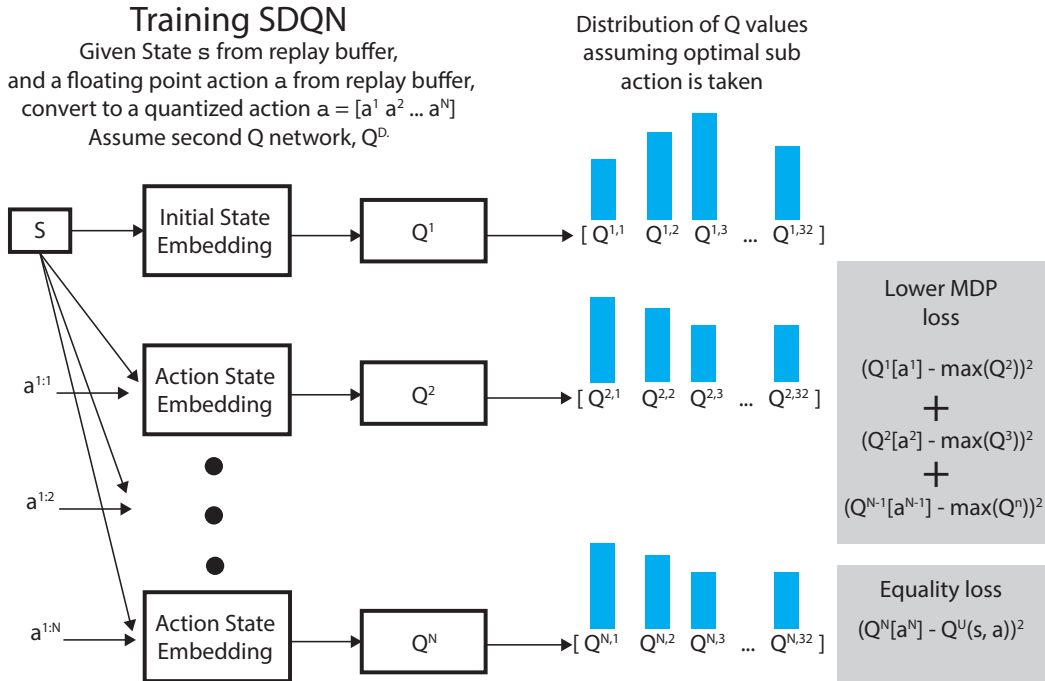 Training SDQN
Given State s from replay buffer,
and a floating point action a from replay buffer,
convert to a quantized action a = [a¹ a² ... aᴺ]
Assume second Q network, Qᴰ·
Distribution of Q values
assuming optimal sub
action is taken
S
Initial State
Embedding
Q¹
[ Q¹,¹ Q¹,² Q¹,³ ... Q¹,³² ]
a¹:¹
Action State
Embedding
Q²
[ Q²,¹ Q²,² Q²,³ ... Q²,³² ]
a¹:²
a¹:ᴺ
Action State
Embedding
Qᴺ
[ Qᴺ,¹ Qᴺ,² Qᴺ,³ ... Qᴺ,³² ]
Lower MDP
loss
(Q¹[a¹] - max(Q²))²
+
(Q²[a²] - max(Q³))²
+
(Qᴺ⁻¹[aᴺ⁻¹] - max(Qⁿ))²
Equality loss
(Qᴺ[aᴺ] - Qᵁ(s, a))²